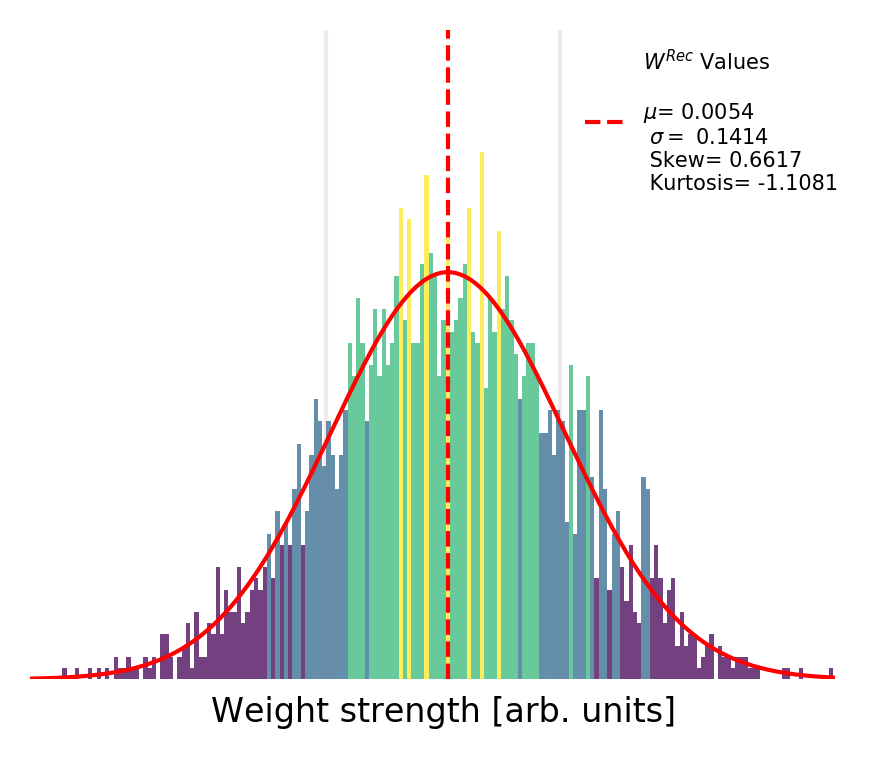 W^{Rec} Values
μ= 0.0054
σ = 0.1414
Skew= 0.6617
Kurtosis= -1.1081
Weight strength [arb. units]